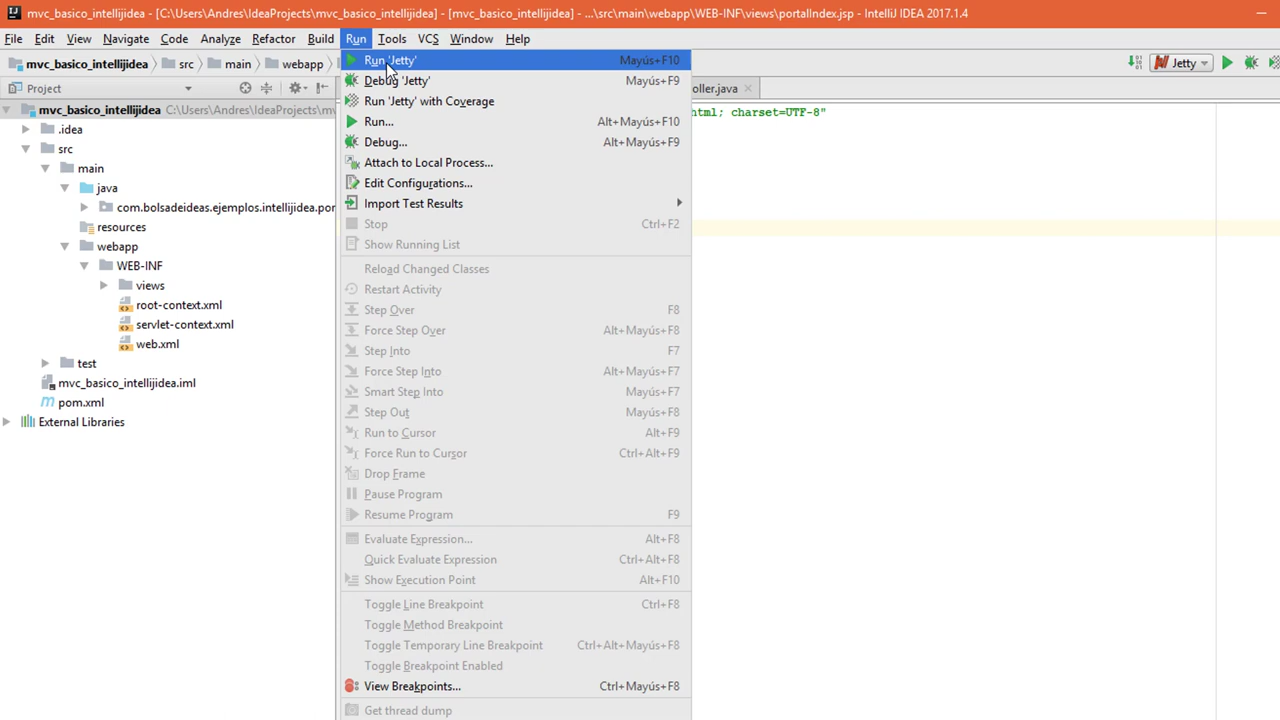 mvc_basico_intellijidea - [C:\Users\Andres\IdeaProjects\mvc_basico_intellijidea] - [mvc_basico_intellijidea] - ...\src\main\webapp\WEB-INF\views\portalIndex.jsp - IntelliJ IDEA 2017.1.4
File Edit View Navigate Code Analyze Refactor Build Run Tools VCS Window Help
mvc_basico_intellijidea src main webapp
Jetty
Project
oller.java
mvc_basico_intellijidea C:\Users\Andres\IdeaProjects\m
.idea
src
main
java
com.bolsadeideas.ejemplos.intellijidea.por
resources
webapp
WEB-INF
views
root-context.xml
servlet-context.xml
web.xml
test
mvc_basico_intellijidea.iml
pom.xml
External Libraries
Run 'Jetty' Mayús+F10
Debug 'Jetty' Mayús+F9
Run 'Jetty' with Coverage
Run... Alt+Mayús+F10
Debug... Alt+Mayús+F9
Attach to Local Process...
Edit Configurations...
Import Test Results
Stop Ctrl+F2
Show Running List
Reload Changed Classes
Restart Activity
Step Over F8
Force Step Over Alt+Mayús+F8
Step Into F7
Force Step Into Alt+Mayús+F7
Smart Step Into Mayús+F7
Step Out Mayús+F8
Run to Cursor Alt+F9
Force Run to Cursor Ctrl+Alt+F9
Drop Frame
Pause Program
Resume Program F9
Evaluate Expression... Alt+F8
Quick Evaluate Expression Ctrl+Alt+F8
Show Execution Point Alt+F10
Toggle Line Breakpoint Ctrl+F8
Toggle Method Breakpoint
Toggle Temporary Line Breakpoint Ctrl+Alt+Mayús+F8
Toggle Breakpoint Enabled
View Breakpoints... Ctrl+Mayús+F8
Get thread dump
html; charset=UTF-8"